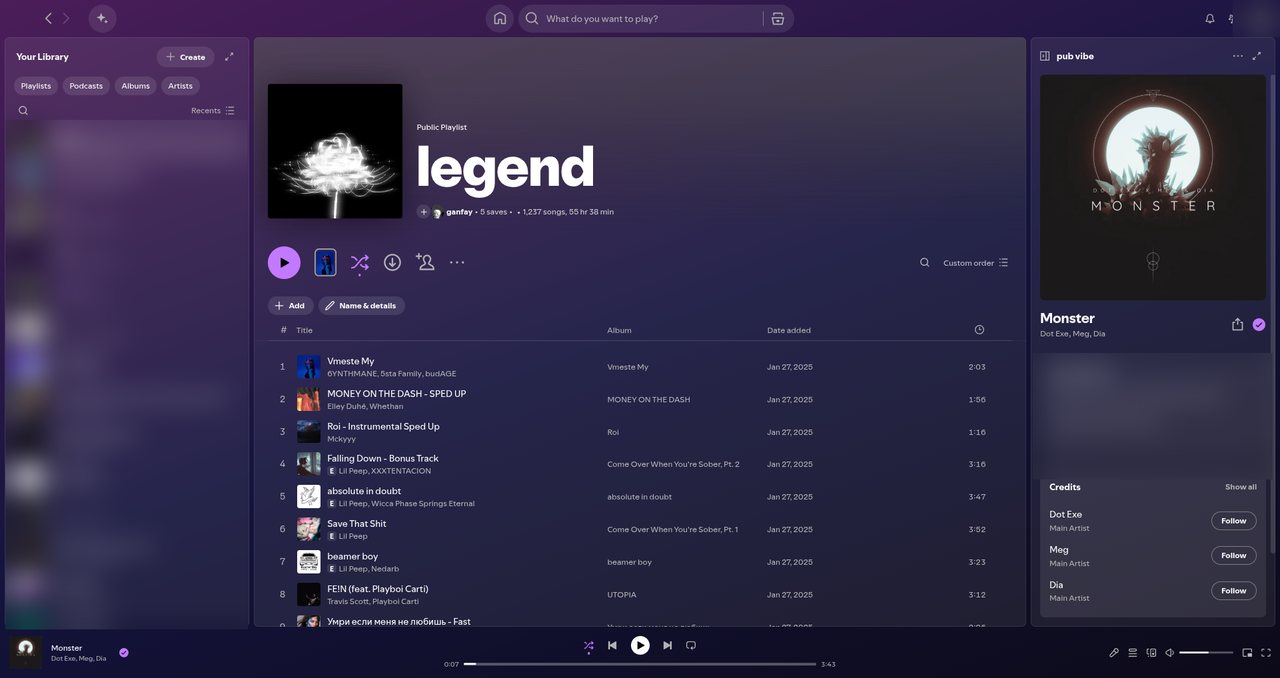 What do you want to play?
Your Library
Create
Playlists
Podcasts
Albums
Artists
Recents
Public Playlist
legend
ganfay • 5 saves • • 1,237 songs, 55 hr 38 min
Custom order
Add
Name & details
# Title Album Date added
1 Vmeste My Vmeste My Jan 27, 2025 2:03
6YNTHMANE, 5sta Family, budAGE
2 MONEY ON THE DASH - SPED UP MONEY ON THE DASH Jan 27, 2025 1:56
Elley Duhé, Whethan
3 Roi - Instrumental Sped Up Roi Jan 27, 2025 1:16
Mckyyy
4 Falling Down - Bonus Track Come Over When You're Sober, Pt. 2 Jan 27, 2025 3:16
E Lil Peep, XXXTENTACION
5 absolute in doubt absolute in doubt Jan 27, 2025 3:47
E Lil Peep, Wicca Phase Springs Eternal
6 Save That Shit Come Over When You're Sober, Pt. 1 Jan 27, 2025 3:52
E Lil Peep
7 beamer boy beamer boy Jan 27, 2025 3:23
E Lil Peep, Nedarb
8 FE!N (feat. Playboi Carti) UTOPIA Jan 27, 2025 3:12
Travis Scott, Playboi Carti
Умри если меня не любишь - Fast
pub vibe
MONSTER
Monster
Dot Exe, Meg, Dia
Credits
Show all
Dot Exe
Main Artist
Follow
Meg
Main Artist
Follow
Dia
Main Artist
Follow
Monster
Dot Exe, Meg, Dia
0:07
3:43